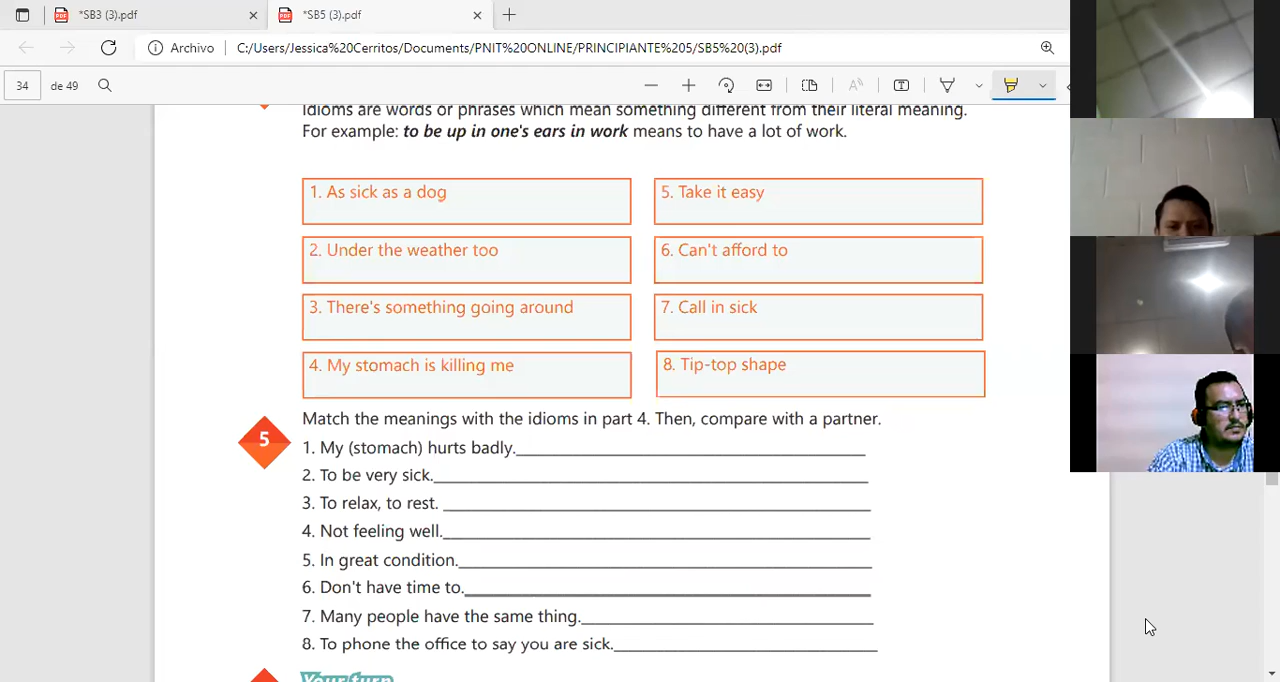 *SB3 (3).pdf
*SB5 (3).pdf
Archivo
C:/Users/Jessica%20Cerritos/Documents/PNIT%20ONLINE/PRINCIPIANTE%205/SB5%20(3).pdf
34
de 49
Idioms are words or phrases which mean something different from their literal meaning.
For example: to be up in one's ears in work means to have a lot of work.
1. As sick as a dog
5. Take it easy
2. Under the weather too
6. Can't afford to
3. There's something going around
7. Call in sick
4. My stomach is killing me
8. Tip-top shape
5
Match the meanings with the idioms in part 4. Then, compare with a partner.
1. My (stomach) hurts badly.
2. To be very sick.
3. To relax, to rest.
4. Not feeling well.
5. In great condition.
6. Don't have time to.
7. Many people have the same thing.
8. To phone the office to say you are sick.
Your turn